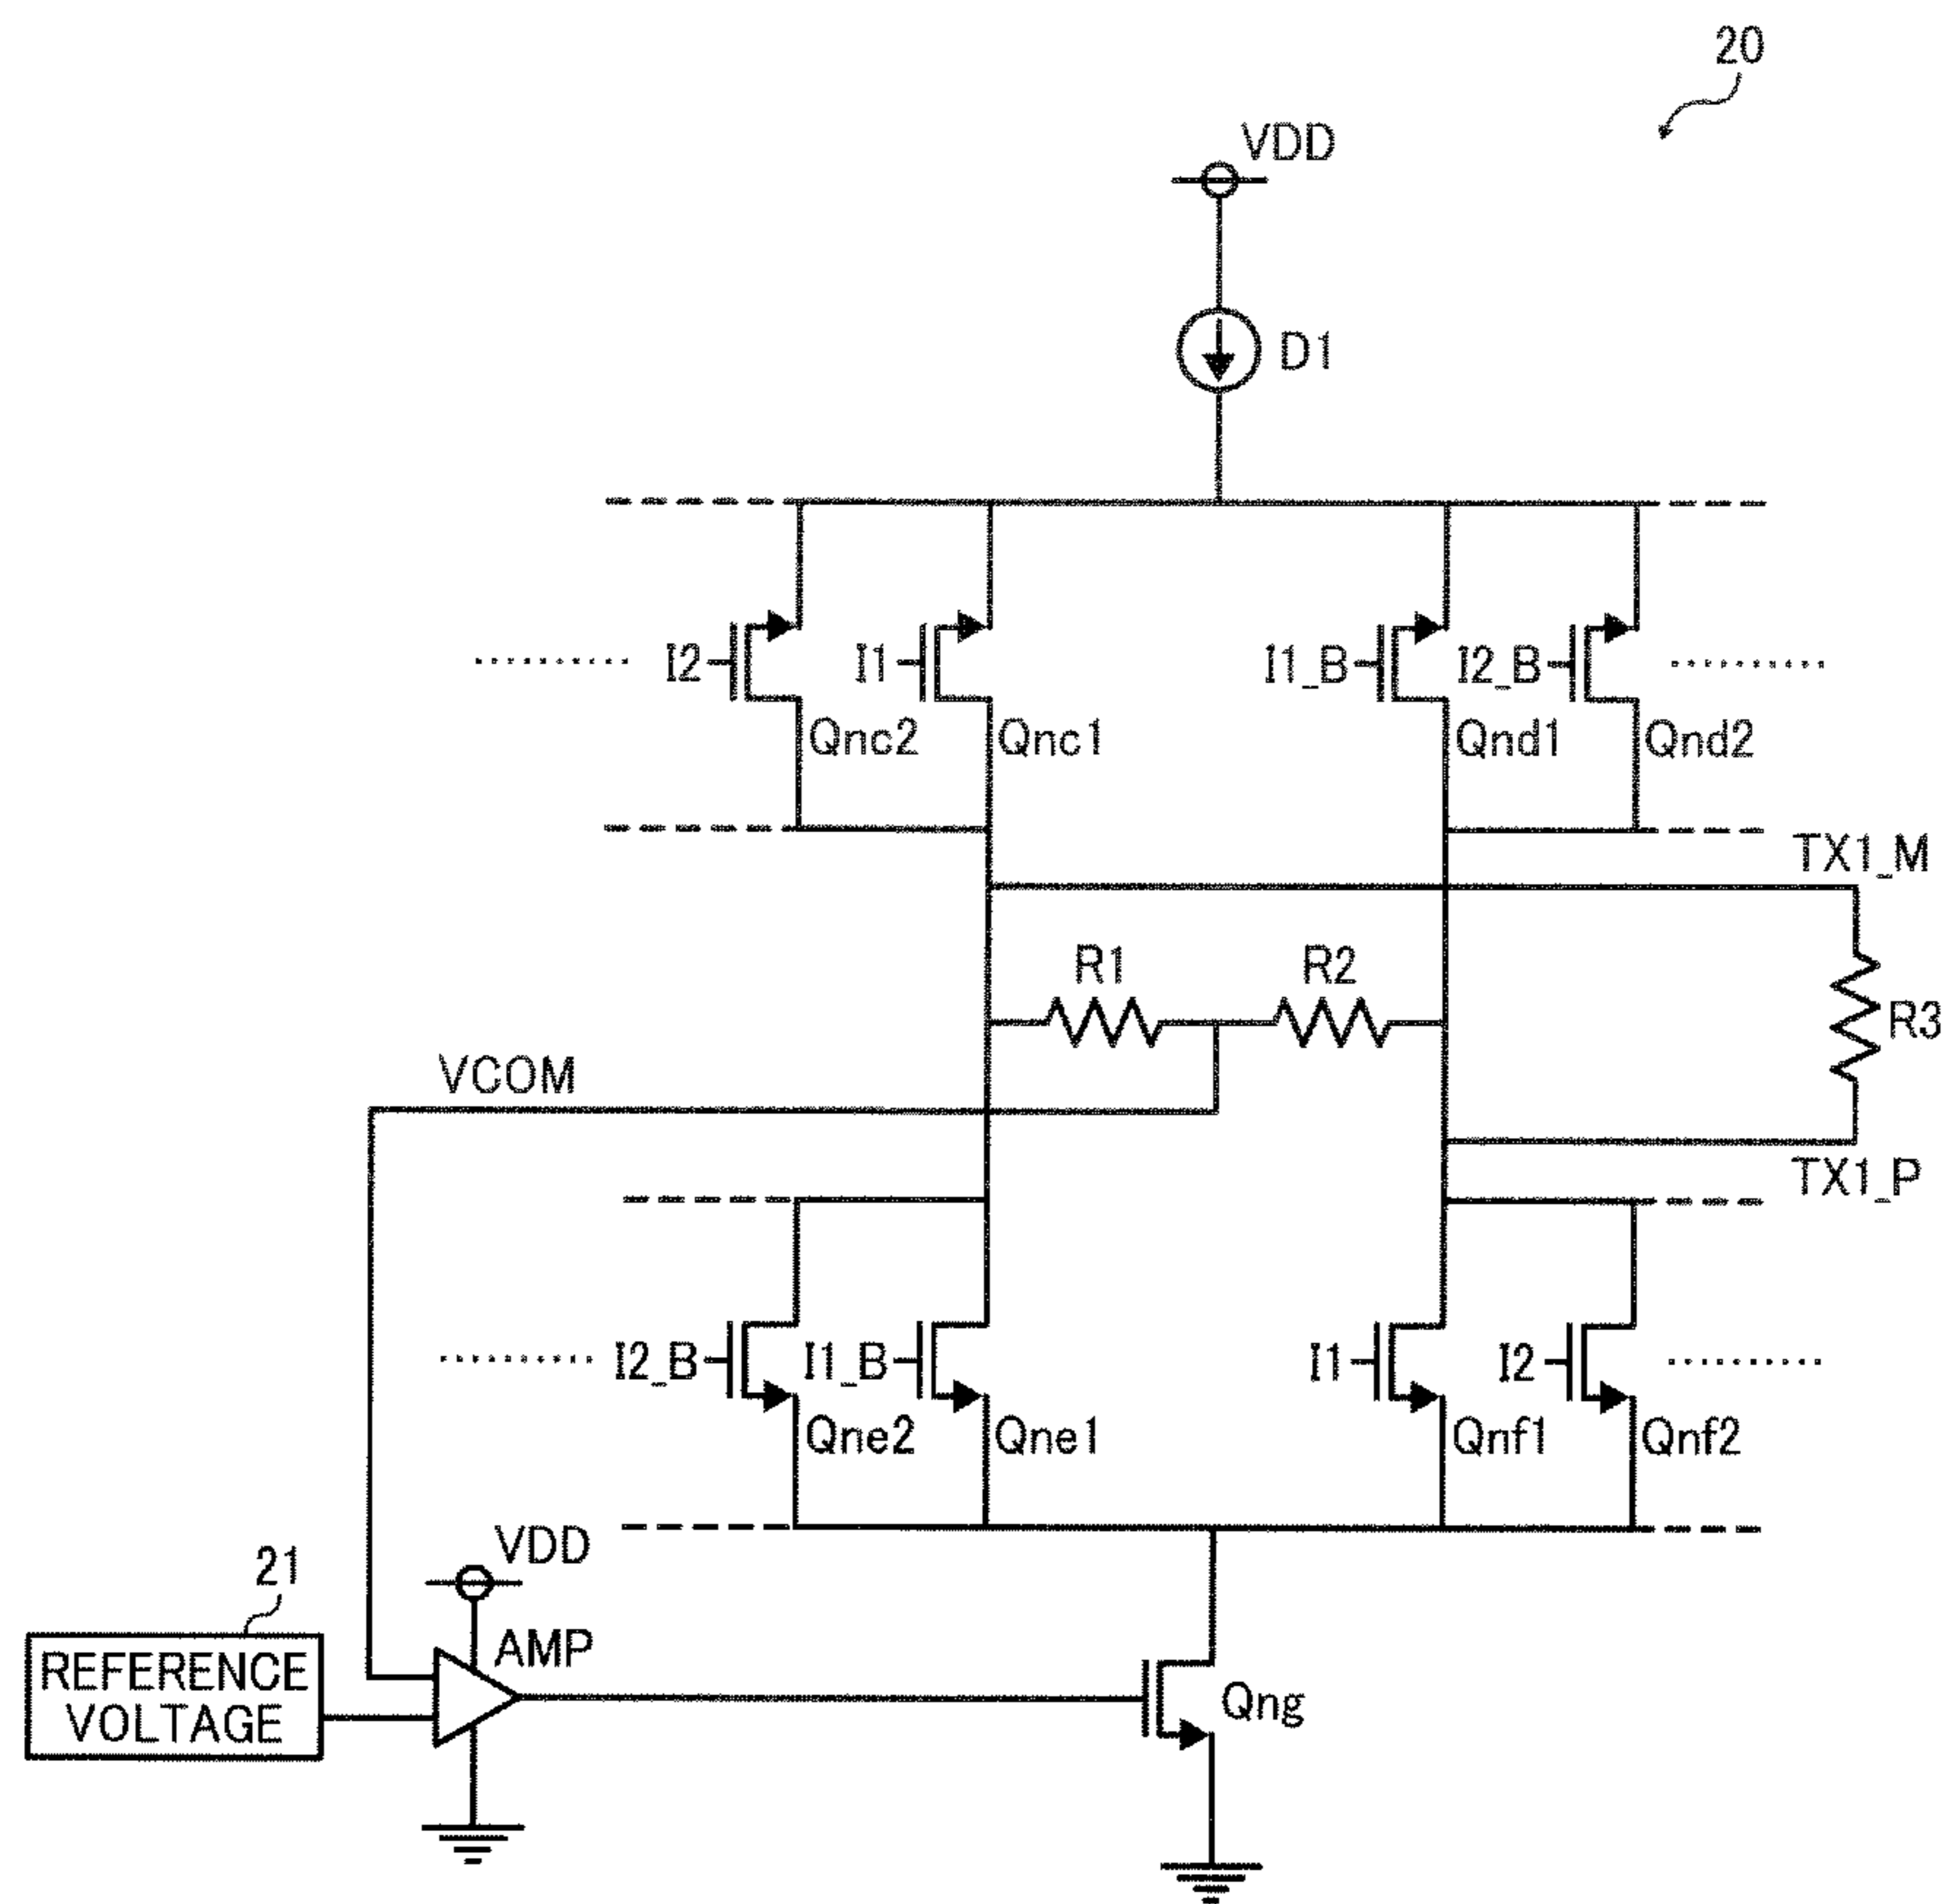 20
VDD
D1
I2
I1
I1_B
I2_B
Qnc2
Qnc1
Qnd1
Qnd2
TX1_M
R1
R2
R3
VCOM
TX1_P
I2_B
I1_B
I1
I2
Qne2
Qne1
Qnf1
Qnf2
21
VDD
AMP
REFERENCE
VOLTAGE
Qng